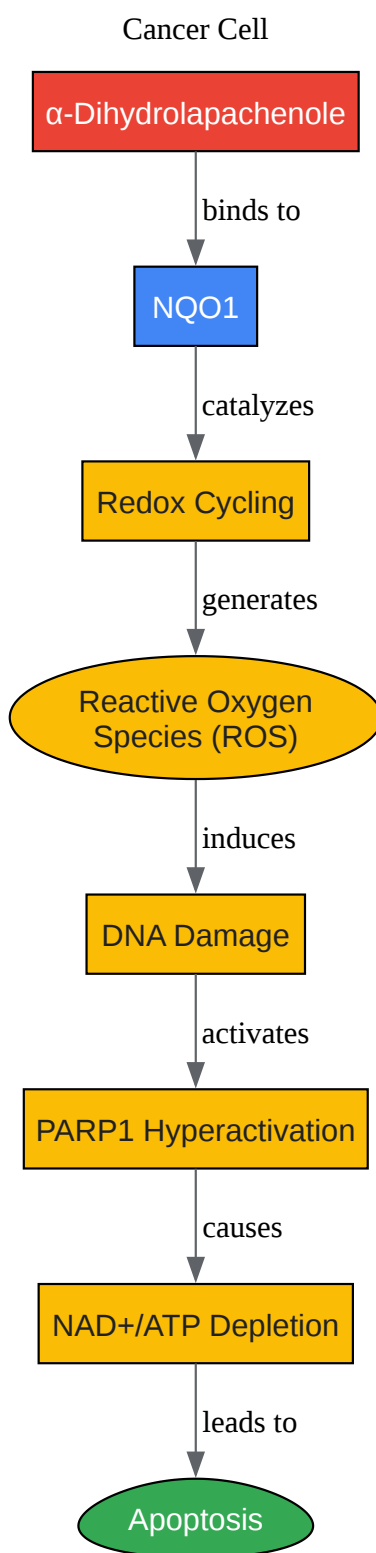 Cancer Cell
α-Dihydrolapachenole
binds to
NQO1
catalyzes
Redox Cycling
generates
Reactive Oxygen
Species (ROS)
induces
DNA Damage
activates
PARP1 Hyperactivation
causes
NAD+/ATP Depletion
leads to
Apoptosis